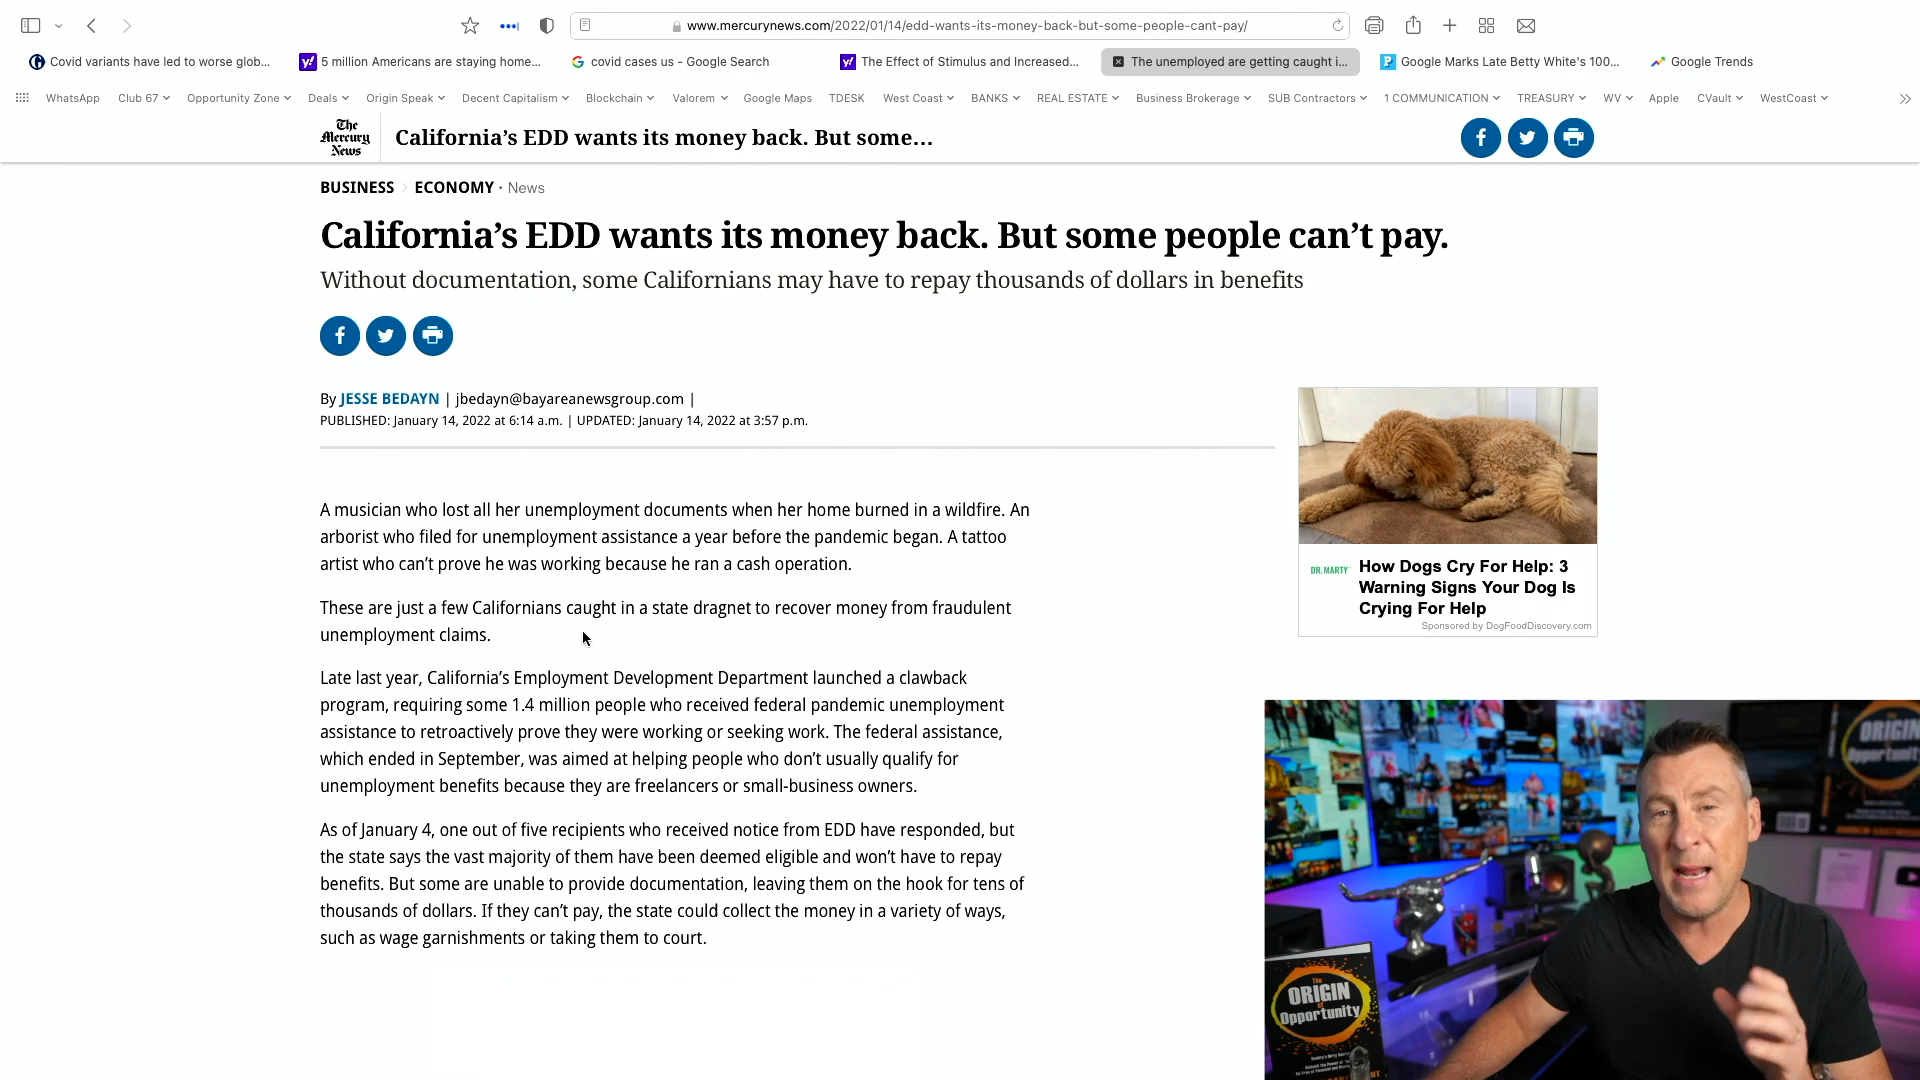 www.mercurynews.com/2022/01/14/edd-wants-its-money-back-but-some-people-cant-pay/
Covid variants have led to worse glob...
5 million Americans are staying home...
covid cases us - Google Search
The Effect of Stimulus and Increased...
The unemployed are getting caught i...
Google Marks Late Betty White's 100...
Google Trends
WhatsApp Club 67 Opportunity Zone Deals Origin Speak Decent Capitalism Blockchain Valorem Google Maps TDESK West Coast BANKS REAL ESTATE Business Brokerage SUB Contractors 1 COMMUNICATION TREASURY WV Apple CVault WestCoast
The
Mercury
News
California's EDD wants its money back. But some...
BUSINESS ECONOMY • News
California's EDD wants its money back. But some people can't pay.
Without documentation, some Californians may have to repay thousands of dollars in benefits
By JESSE BEDAYN | jbedayn@bayareanewsgroup.com |
PUBLISHED: January 14, 2022 at 6:14 a.m. | UPDATED: January 14, 2022 at 3:57 p.m.
A musician who lost all her unemployment documents when her home burned in a wildfire. An
arborist who filed for unemployment assistance a year before the pandemic began. A tattoo
artist who can't prove he was working because he ran a cash operation.
These are just a few Californians caught in a state dragnet to recover money from fraudulent
unemployment claims.
Late last year, California's Employment Development Department launched a clawback
program, requiring some 1.4 million people who received federal pandemic unemployment
assistance to retroactively prove they were working or seeking work. The federal assistance,
which ended in September, was aimed at helping people who don't usually qualify for
unemployment benefits because they are freelancers or small-business owners.
As of January 4, one out of five recipients who received notice from EDD have responded, but
the state says the vast majority of them have been deemed eligible and won't have to repay
benefits. But some are unable to provide documentation, leaving them on the hook for tens of
thousands of dollars. If they can't pay, the state could collect the money in a variety of ways,
such as wage garnishments or taking them to court.
DR. MARTY
How Dogs Cry For Help: 3
Warning Signs Your Dog Is
Crying For Help
Sponsored by DogFoodDiscovery.com
ORIGIN
Opportunity
The
ORIGIN
of
Opportunity